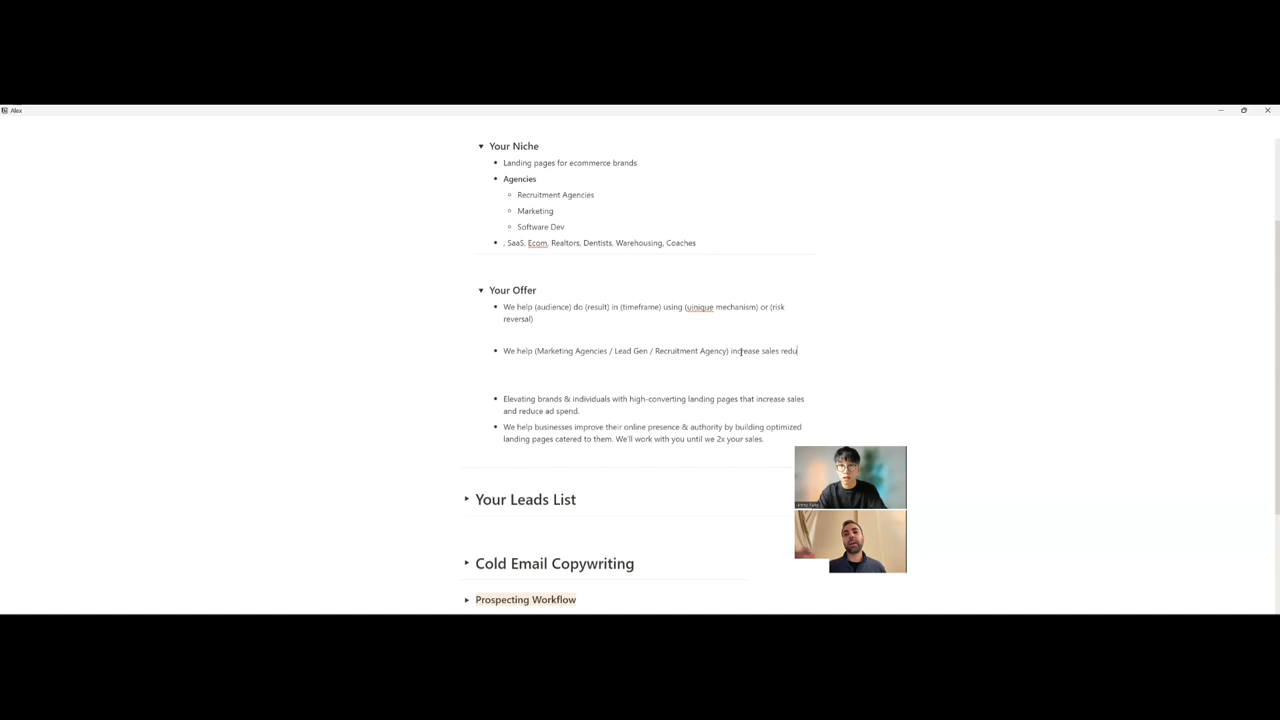 Alex
Your Niche
Landing pages for ecommerce brands
Agencies
Recruitment Agencies
Marketing
Software Dev
, SaaS, Ecom, Realtors, Dentists, Warehousing, Coaches
Your Offer
We help (audience) do (result) in (timeframe) using (uinique mechanism) or (risk
reversal)
We help (Marketing Agencies / Lead Gen / Recruitment Agency) increase sales redu
Elevating brands & individuals with high-converting landing pages that increase sales
and reduce ad spend.
We help businesses improve their online presence & authority by building optimized
landing pages catered to them. We'll work with you until we 2x your sales.
Your Leads List
Cold Email Copywriting
Prospecting Workflow